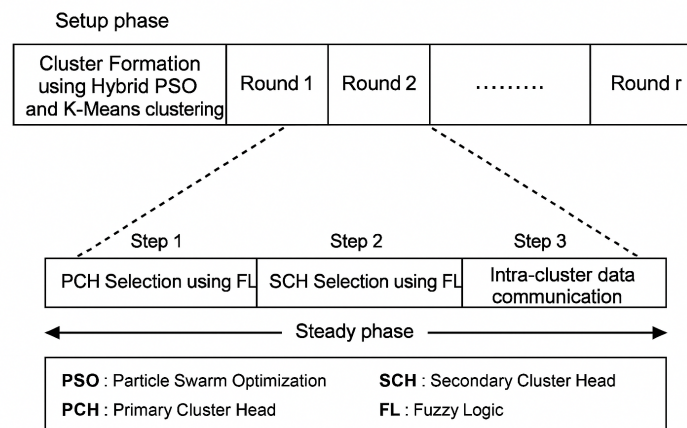 Setup phase
Cluster Formation
using Hybrid PSO
and K-Means clustering
Round 1
Round 2
.........
Round r
Step 1
Step 2
Step 3
PCH Selection using FL
SCH Selection using FL
Intra-cluster data
communication
Steady phase
PSO : Particle Swarm Optimization
SCH : Secondary Cluster Head
PCH : Primary Cluster Head
FL : Fuzzy Logic